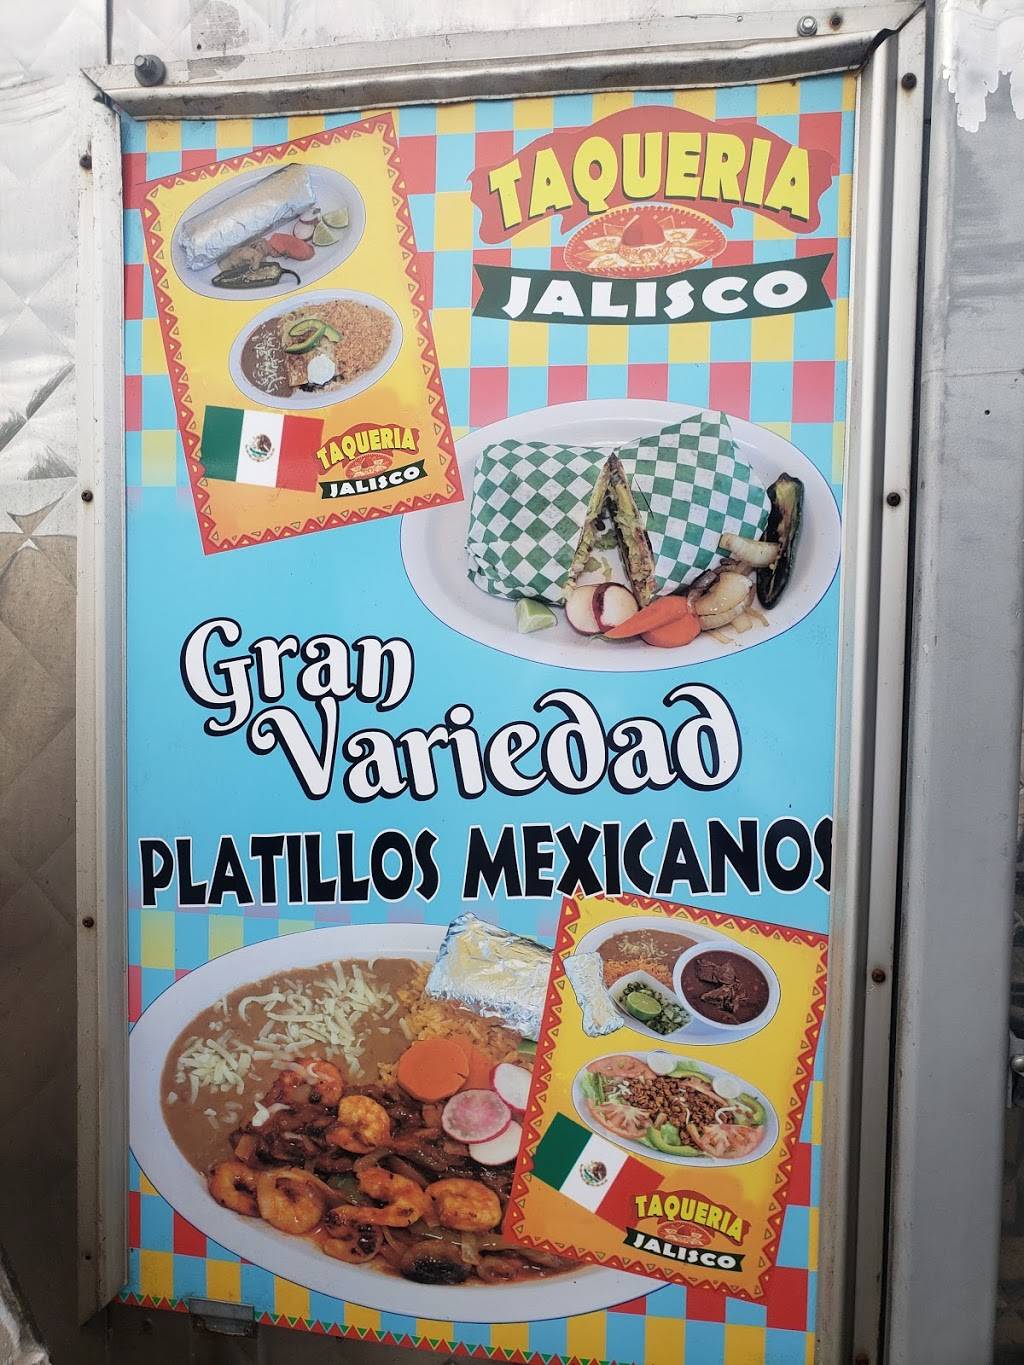 TAQUERIA
JALISCO
TAQUERIA
JALISCO
Gran
Variedad
PLATILLOS MEXICANOS
TAQUERIA
JALISCO